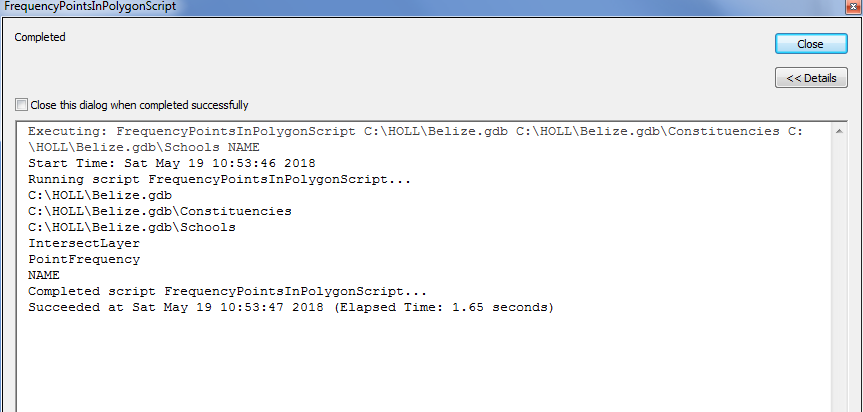 FrequencyPointsInPolygonScript
Completed
Close
<< Details
Close this dialog when completed successfully
Executing: FrequencyPointsInPolygonScript C:\HOLL\Belize.gdb C:\HOLL\Belize.gdb\Constituencies C:
\HOLL\Belize.gdb\Schools NAME
Start Time: Sat May 19 10:53:46 2018
Running script FrequencyPointsInPolygonScript...
C:\HOLL\Belize.gdb
C:\HOLL\Belize.gdb\Constituencies
C:\HOLL\Belize.gdb\Schools
IntersectLayer
PointFrequency
NAME
Completed script FrequencyPointsInPolygonScript...
Succeeded at Sat May 19 10:53:47 2018 (Elapsed Time: 1.65 seconds)